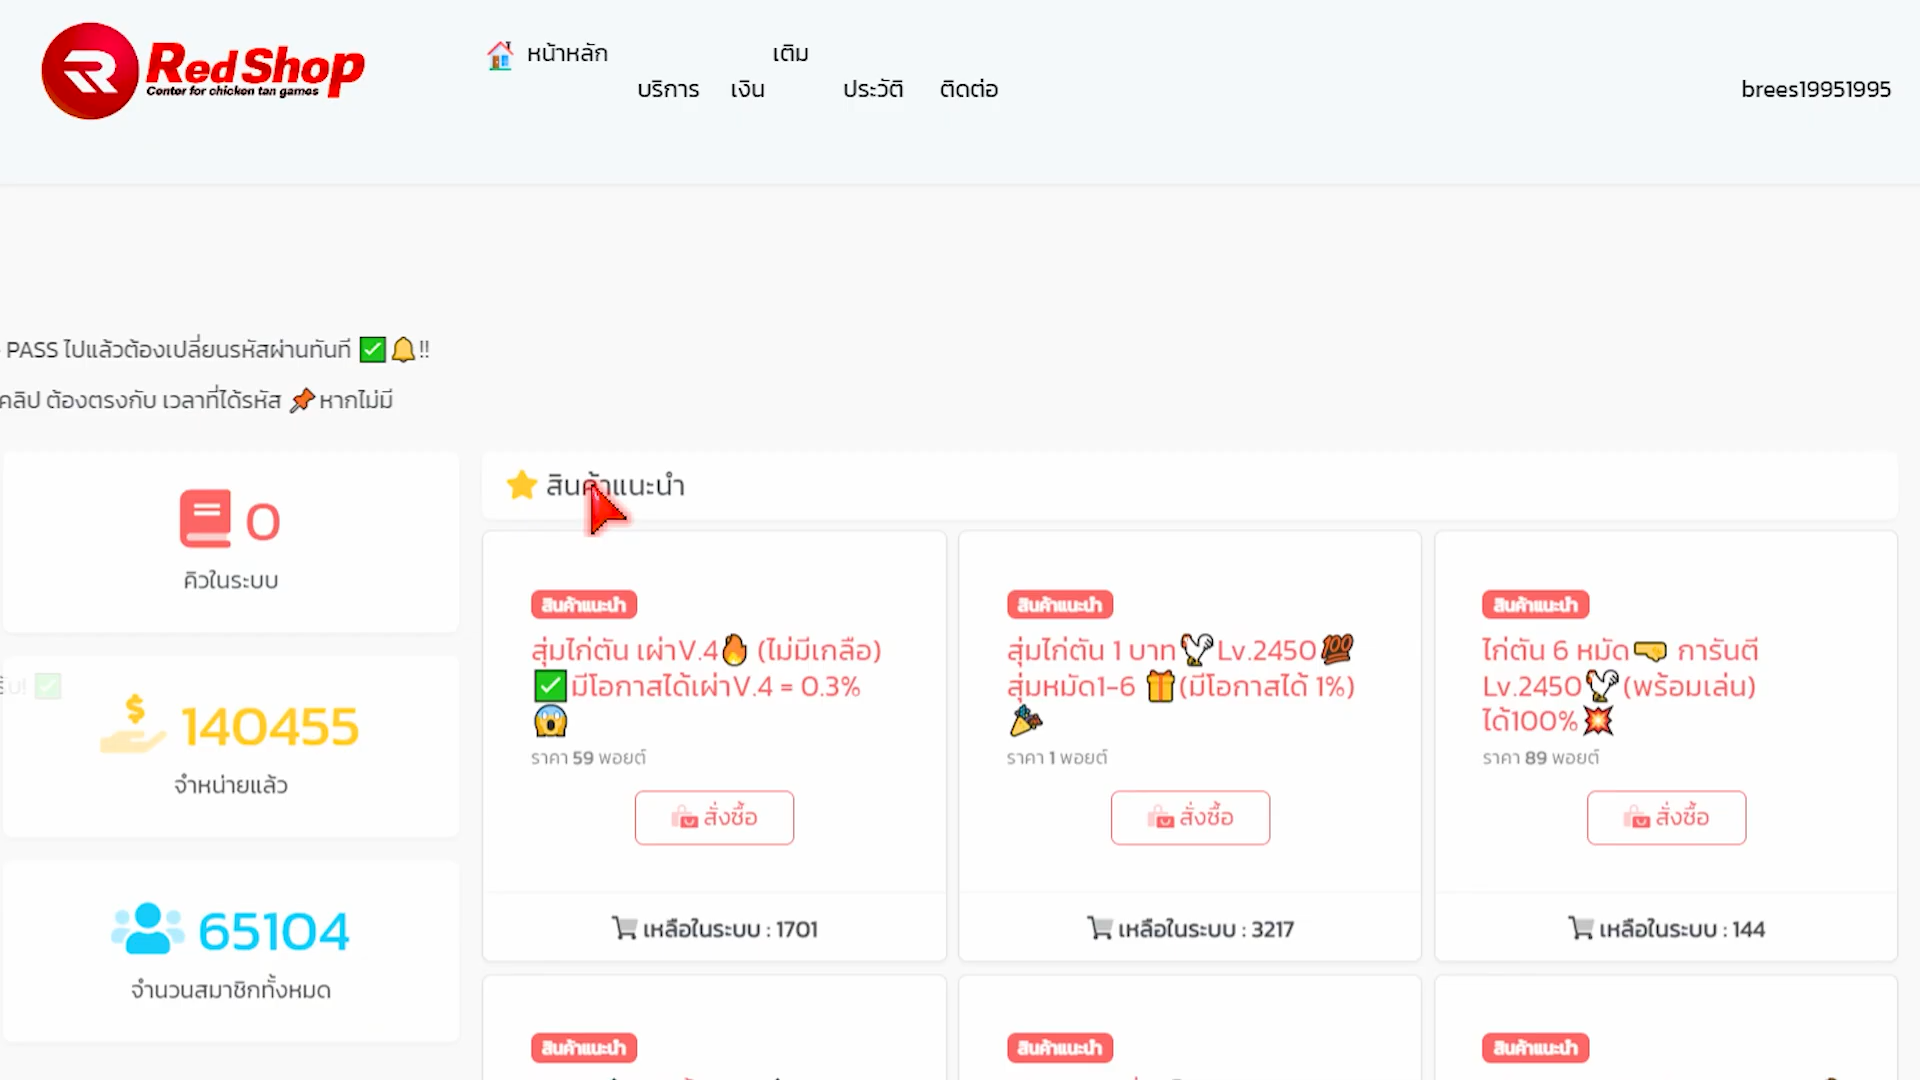 Red Shop
Center for chicken tan games
หน้าหลัก
บริการ
เติม
เงิน
ประวัติ
ติดต่อ
brees19951995
PASS ไปแล้วต้องเปลี่ยนรหัสผ่านทันที ✅🔔!!
คลิป ต้องตรงกับ เวลาที่ได้รหัส 📌หากไม่มี
0
คิวในระบบ
140455
จำหน่ายแล้ว
65104
จำนวนสมาชิกทั้งหมด
⭐ สินค้าแนะนำ
สินค้าแนะนำ
สุ่มไก่ตัน เผ่าV.4🔥 (ไม่มีเกลือ)
✅มีโอกาสได้เผ่าV.4 = 0.3%
😱
ราคา 59 พอยต์
สั่งซื้อ
เหลือในระบบ : 1701
สินค้าแนะนำ
สุ่มไก่ตัน 1 บาท🐓Lv.2450💯
สุ่มหมัด1-6 🎁(มีโอกาสได้ 1%)
🎉
ราคา 1 พอยต์
สั่งซื้อ
เหลือในระบบ : 3217
สินค้าแนะนำ
ไก่ตัน 6 หมัด🤜 การันตี
Lv.2450🐓(พร้อมเล่น)
ได้100%💥
ราคา 89 พอยต์
สั่งซื้อ
เหลือในระบบ : 144
สินค้าแนะนำ
สินค้าแนะนำ
สินค้าแนะนำ